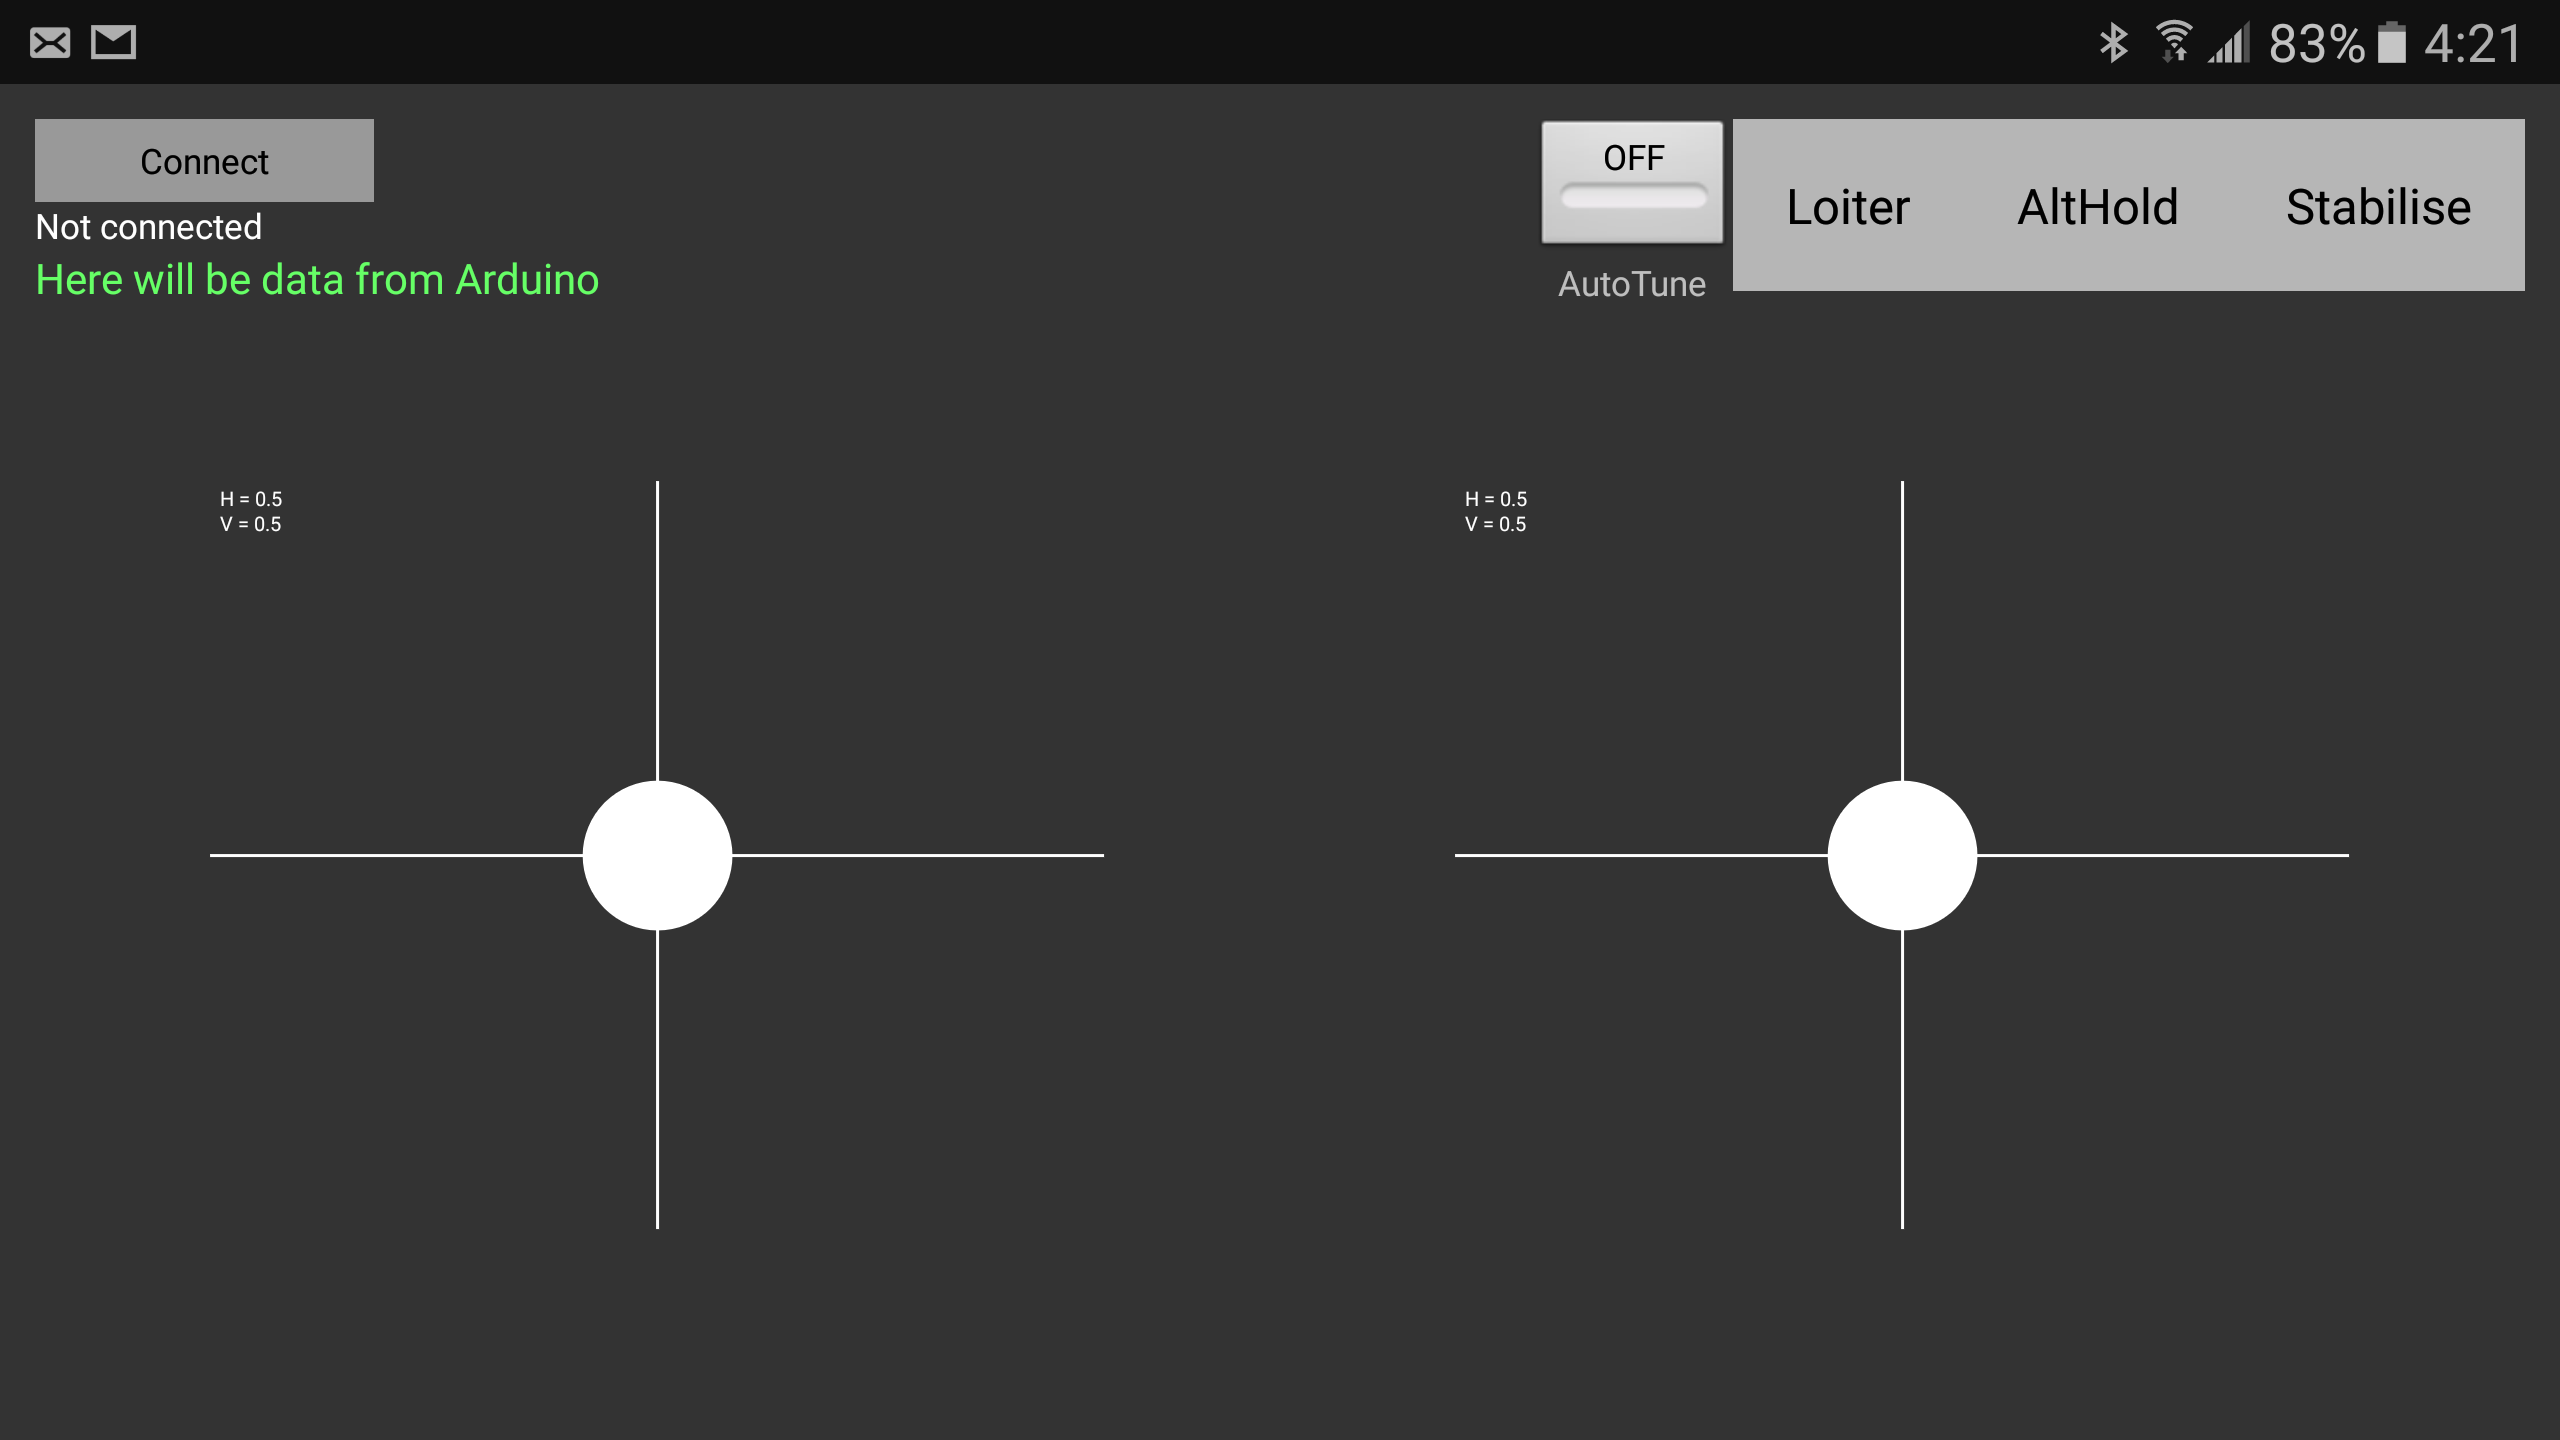 83% 4:21
Connect
Not connected
Here will be data from Arduino
OFF
AutoTune
Loiter AltHold Stabilise
H = 0.5
V = 0.5
H = 0.5
V = 0.5